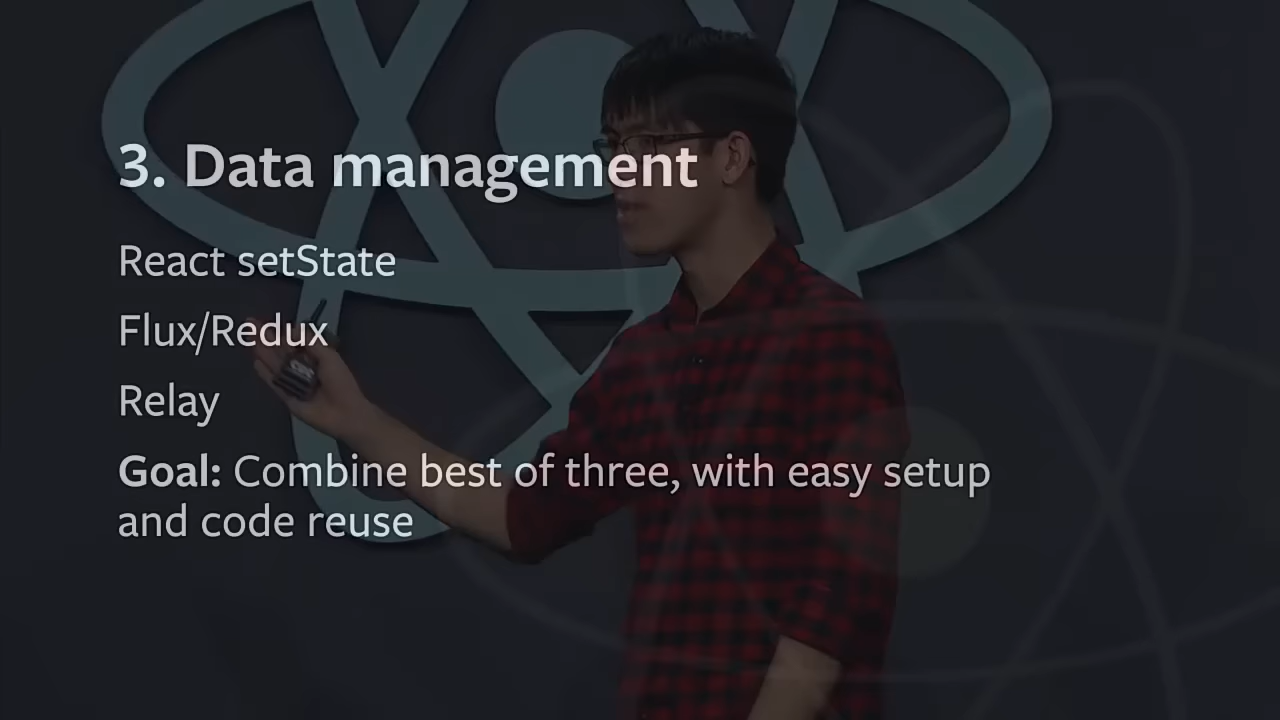 3. Data management
React setState
Flux/Redux
Relay
Goal: Combine best of three, with easy setup
and code reuse